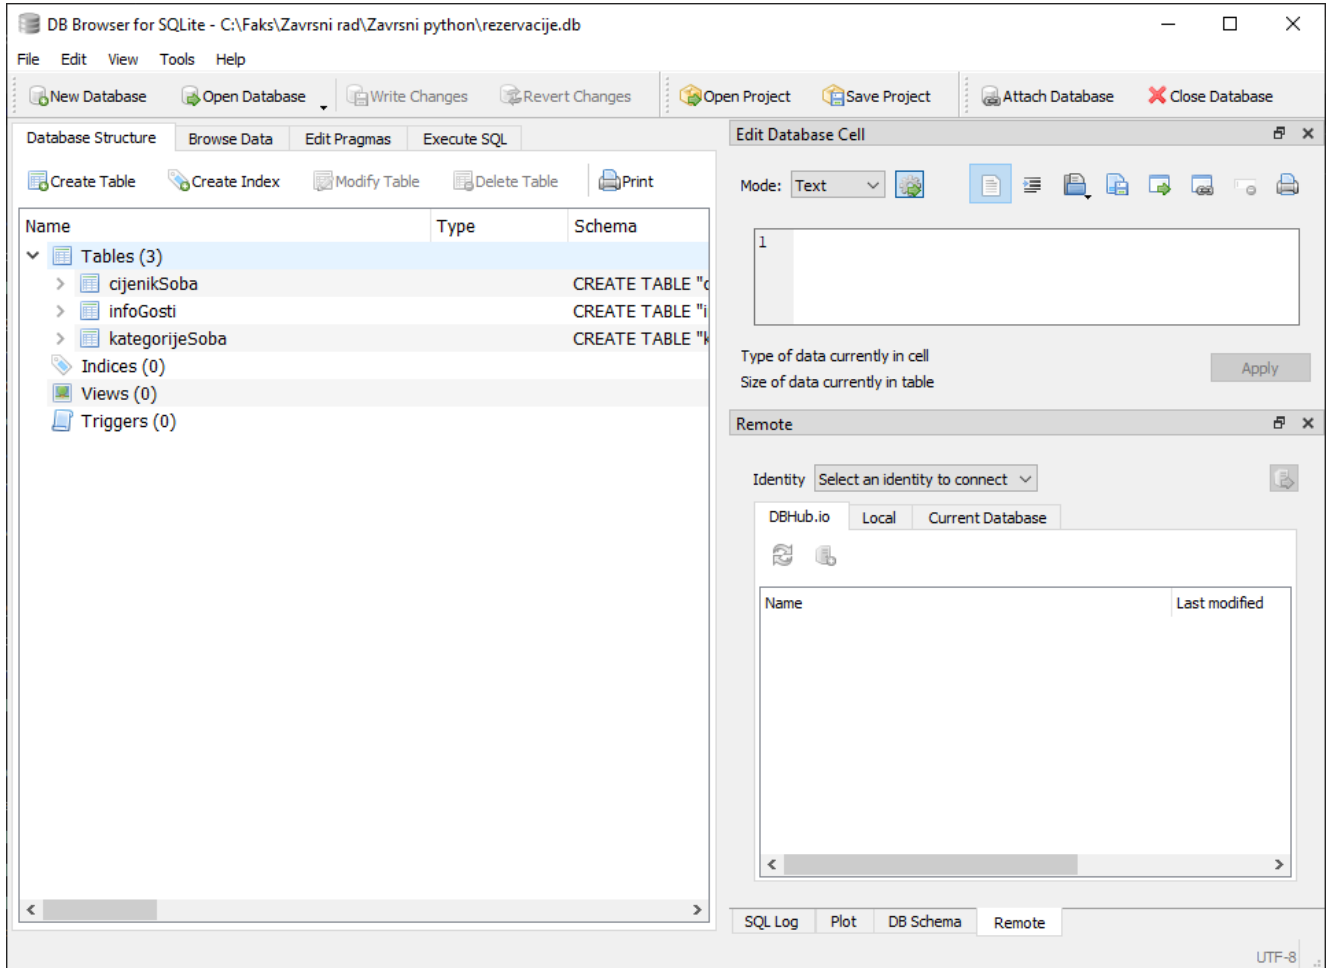 DB Browser for SQLite - C:\Faks\Zavrsni rad\Zavrsni python\rezervacije.db
File Edit View Tools Help
New Database Open Database Write Changes Revert Changes Open Project Save Project Attach Database Close Database
Database Structure Browse Data Edit Pragmas Execute SQL
Create Table Create Index Modify Table Delete Table Print
Name Type Schema
Tables (3)
cijenikSoba CREATE TABLE "c
infoGosti CREATE TABLE "i
kategorijeSoba CREATE TABLE "k
Indices (0)
Views (0)
Triggers (0)
Edit Database Cell
Mode: Text
1
Type of data currently in cell
Size of data currently in table
Apply
Remote
Identity Select an identity to connect
DBHub.io Local Current Database
Name Last modified
SQL Log Plot DB Schema Remote
UTF-8